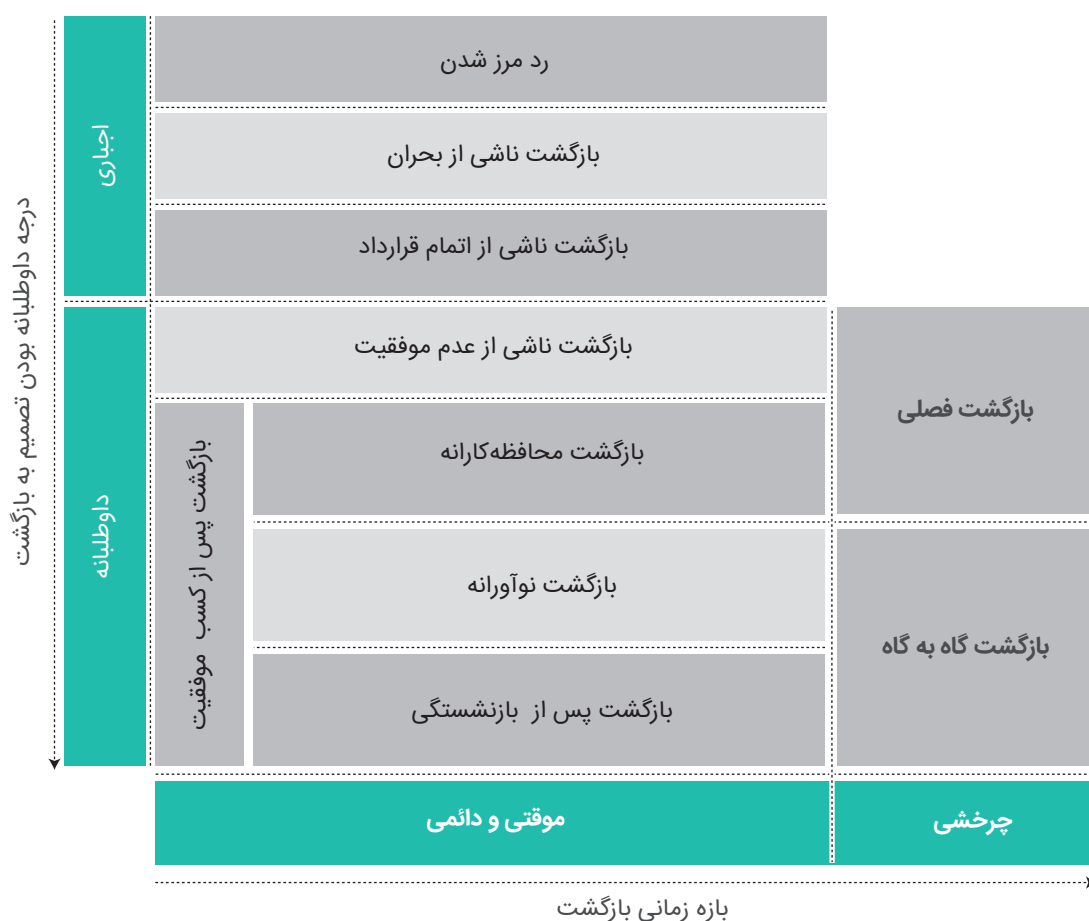 رد مرز شدن
بازگشت ناشی از بحران
بازگشت ناشی از اتمام قرارداد
اجباری
درجه داوطلبانه بودن تصمیم به بازگشت
بازگشت ناشی از عدم موفقیت
بازگشت فصلی
بازگشت محافظه‌کارانه
بازگشت پس از کسب موفقیت
داوطلبانه
بازگشت نوآورانه
بازگشت گاه به گاه
بازگشت پس از بازنشستگی
چرخشی
موقتی و دائمی
بازه زمانی بازگشت